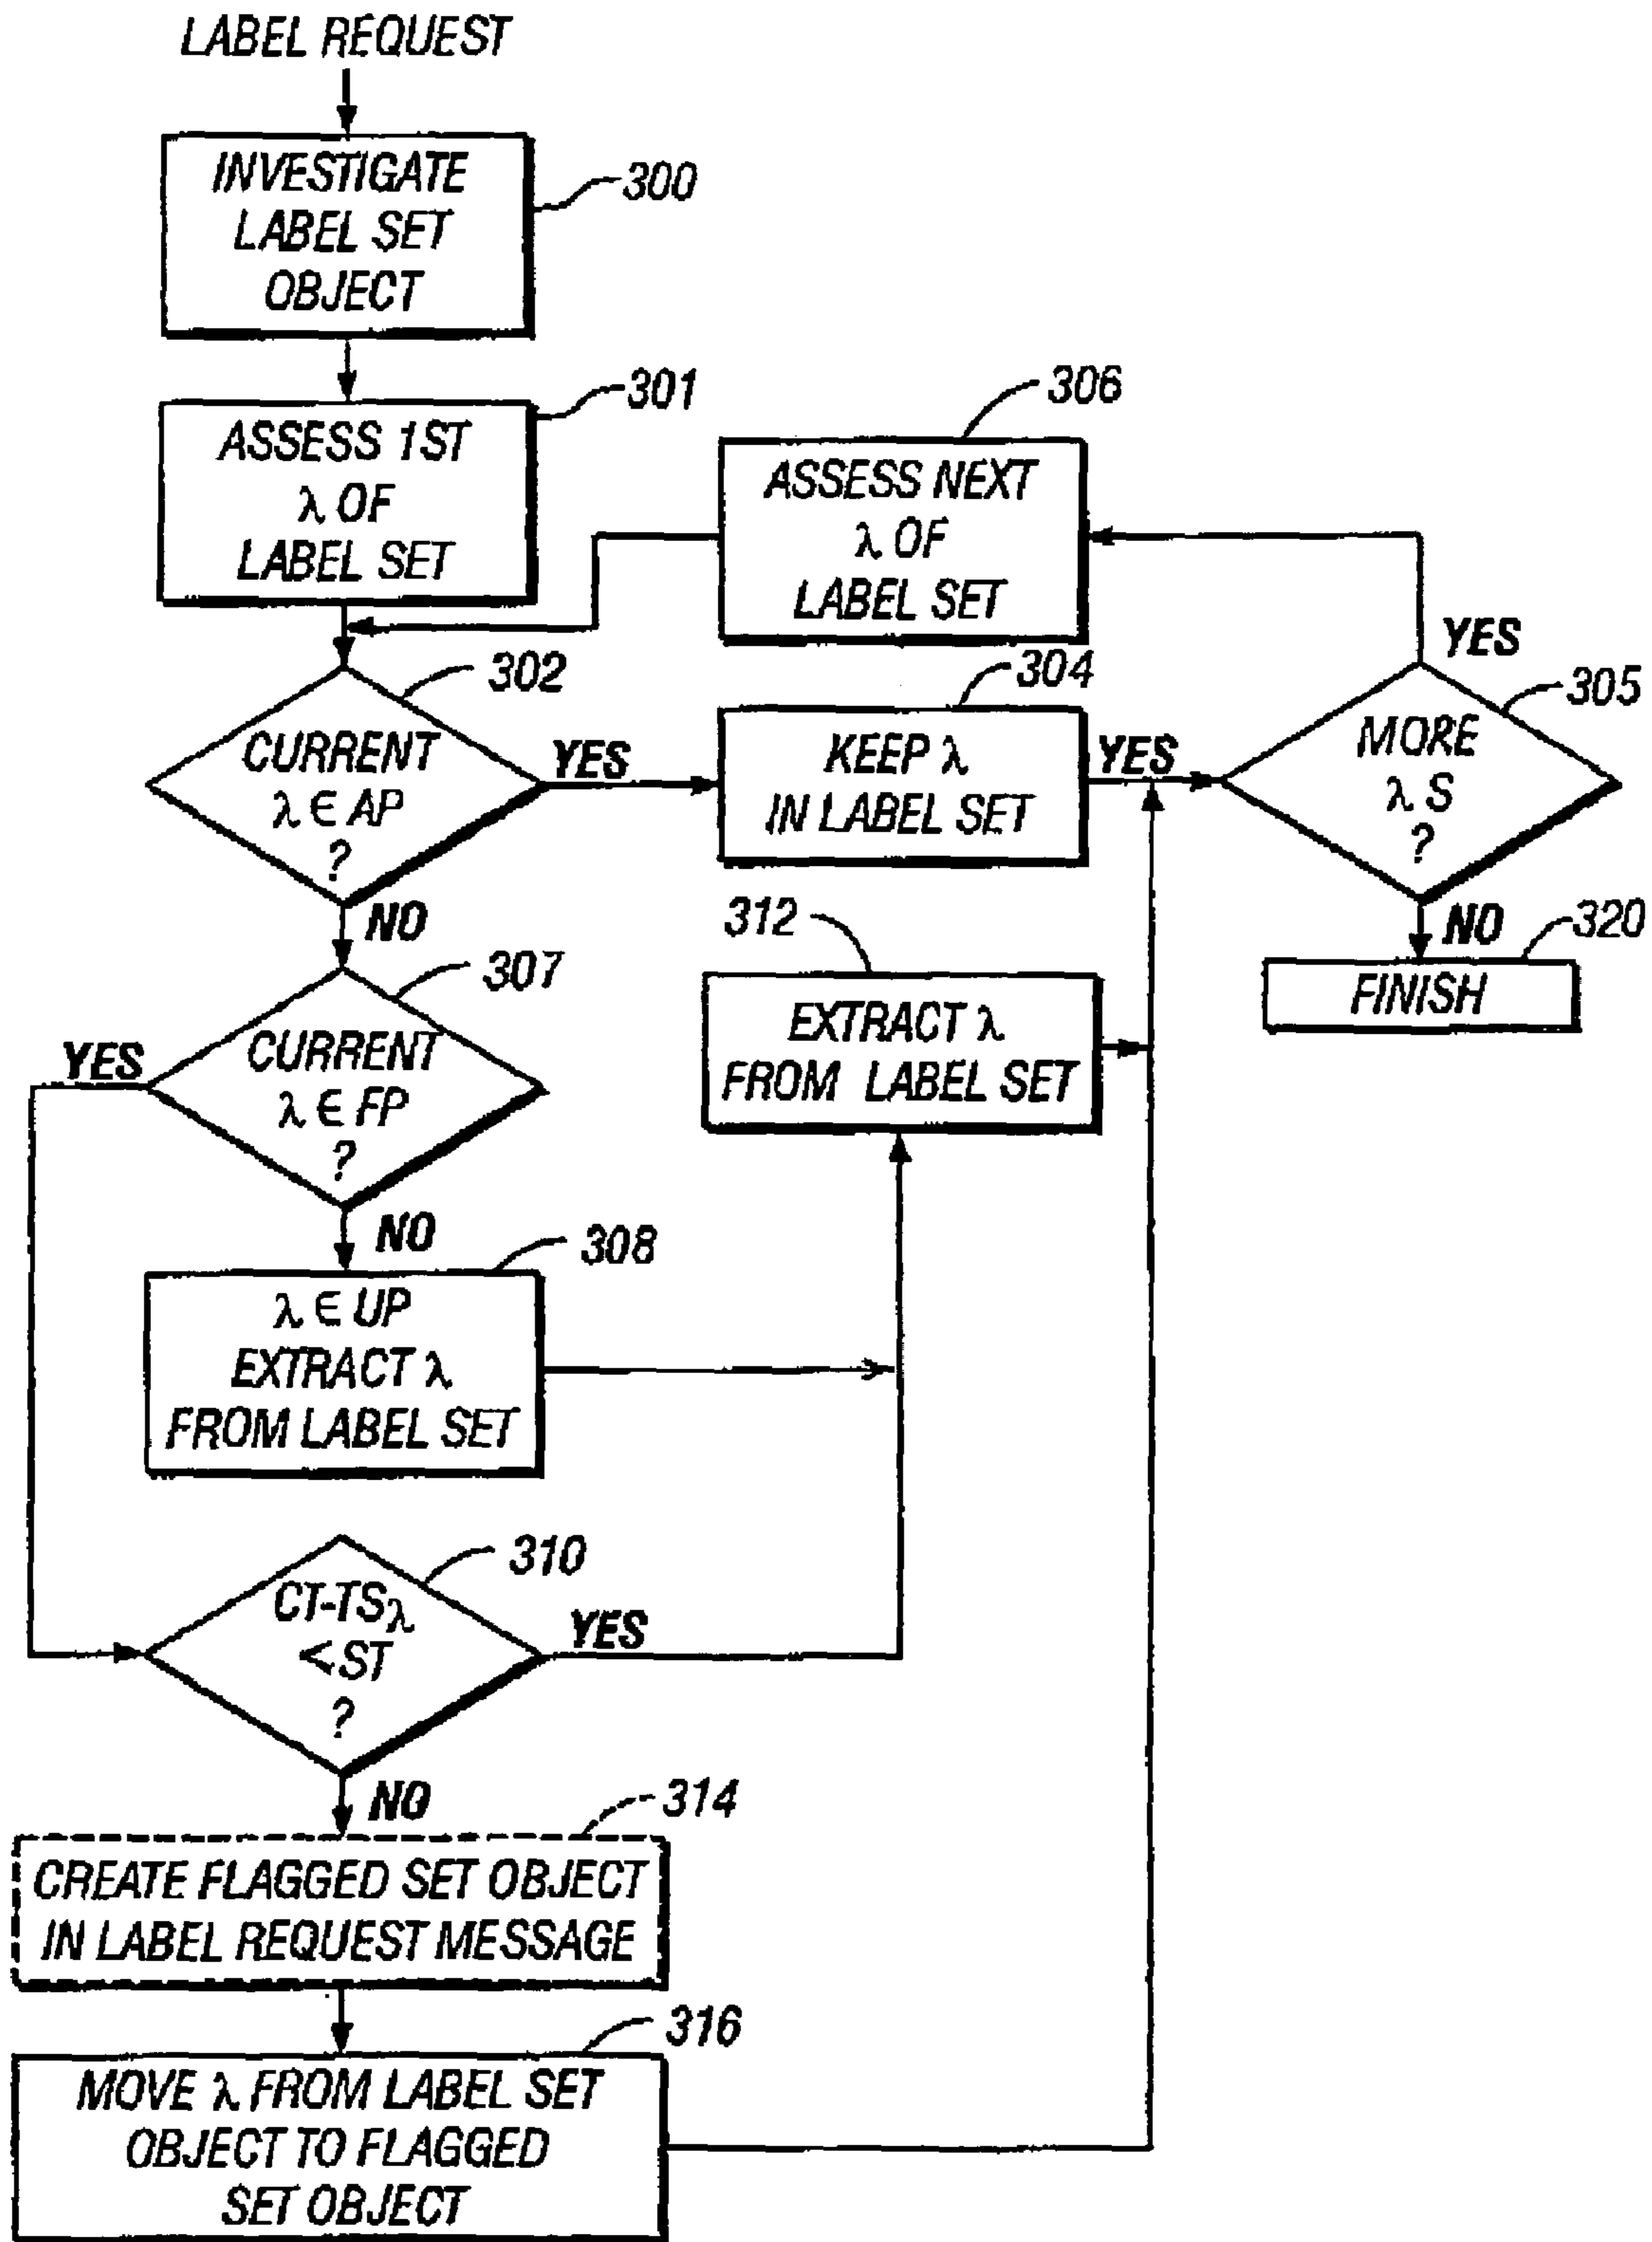 LABEL REQUEST
INVESTIGATE
LABEL SET
OBJECT
300
ASSESS 1ST
λ OF
LABEL SET
301
ASSESS NEXT
λ OF
LABEL SET
306
CURRENT
λ ∈ AP
?
302
YES
NO
KEEP λ
IN LABEL SET
304
YES
MORE
λ S
?
305
YES
NO
FINISH
320
CURRENT
λ ∈ FP
?
307
YES
NO
EXTRACT λ
FROM LABEL SET
312
λ ∈ UP
EXTRACT λ
FROM LABEL SET
308
CT-TSλ
<ST
?
310
YES
NO
CREATE FLAGGED SET OBJECT
IN LABEL REQUEST MESSAGE
314
MOVE λ FROM LABEL SET
OBJECT TO FLAGGED
SET OBJECT
316